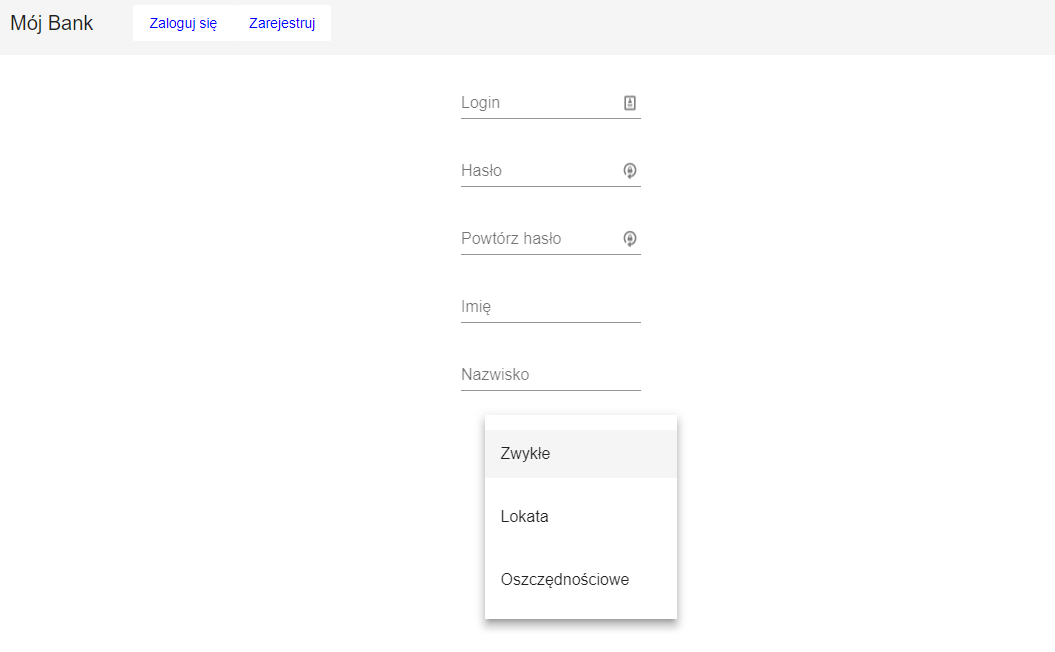 Mój Bank Zaloguj się Zarejestruj
Login
Hasło
Powtórz hasło
Imię
Nazwisko
Zwykłe
Lokata
Oszczędnościowe